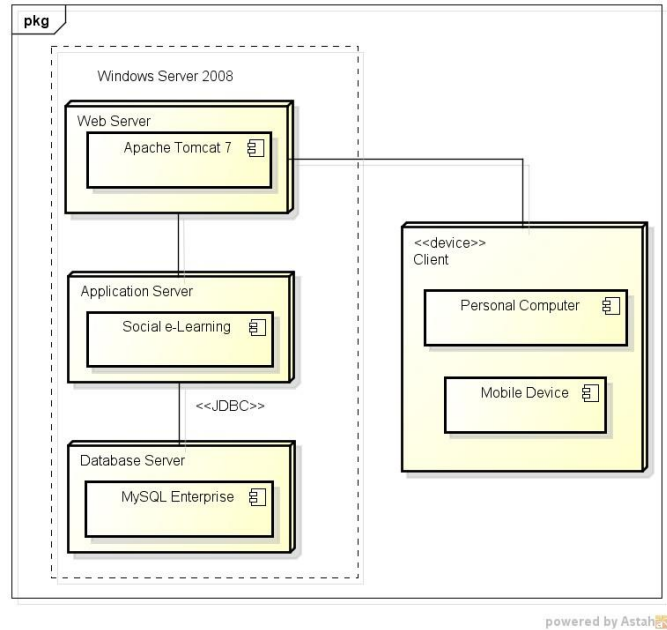 pkg
Windows Server 2008
Web Server
Apache Tomcat 7
Application Server
Social e-Learning
<<JDBC>>
Database Server
MySQL Enterprise
<<device>>
Client
Personal Computer
Mobile Device
powered by Astah